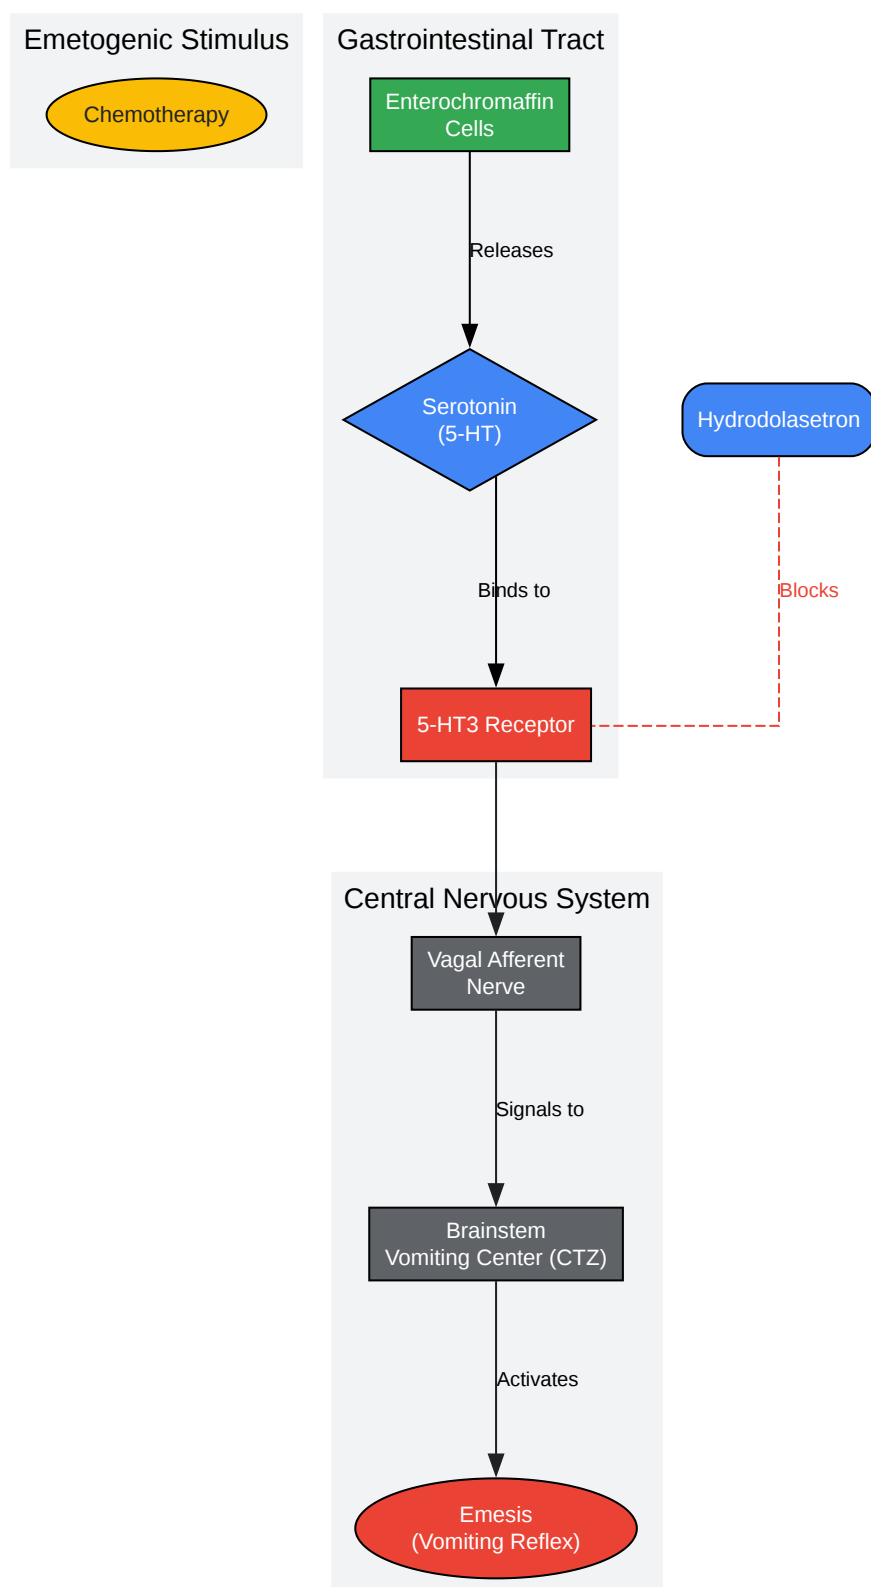 Emetogenic Stimulus
Chemotherapy
Gastrointestinal Tract
Enterochromaffin
Cells
Releases
Serotonin
(5-HT)
Hydrodolasetron
Binds to
Blocks
5-HT3 Receptor
Central Nervous System
Vagal Afferent
Nerve
Signals to
Brainstem
Vomiting Center (CTZ)
Activates
Emesis
(Vomiting Reflex)